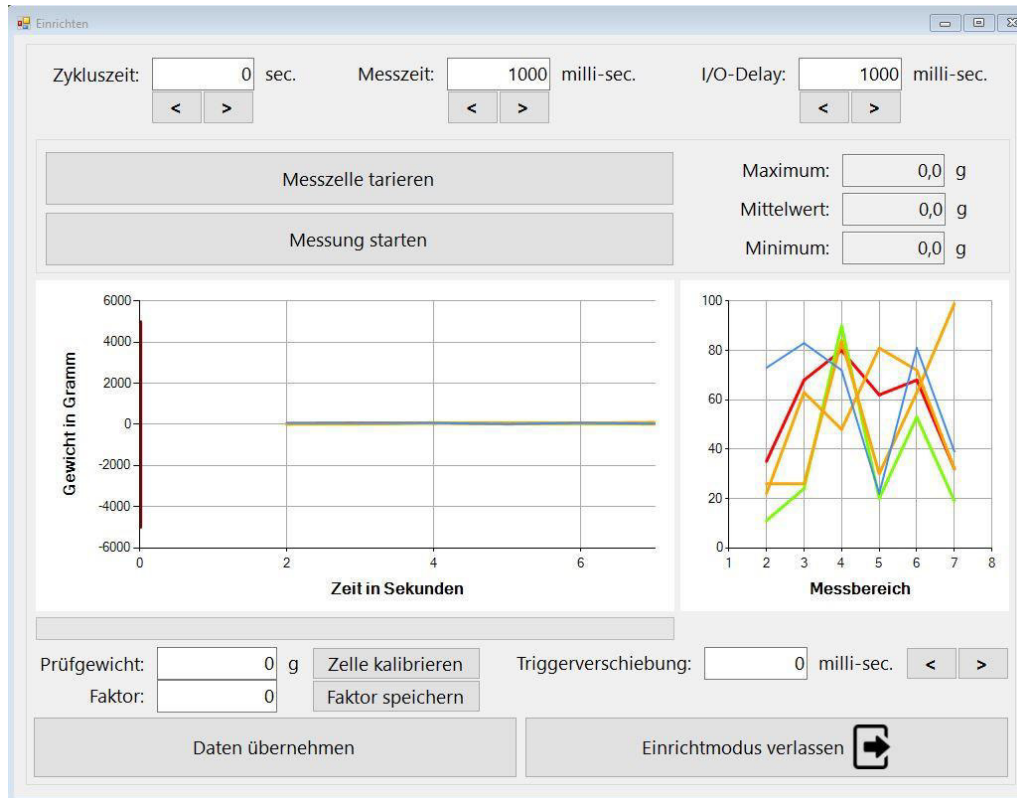 Einrichten
Zykluszeit: 0 sec. Messzeit: 1000 milli-sec. I/O-Delay: 1000 milli-sec.
< > < > < >
Messzelle tarieren
Maximum: 0,0 g
Mittelwert: 0,0 g
Messung starten
Minimum: 0,0 g
6000
4000
2000
0
-2000
-4000
-6000
Gewicht in Gramm
0 2 4 6
Zeit in Sekunden
100
80
60
40
20
0
1 2 3 4 5 6 7 8
Messbereich
Prüfgewicht: 0 g Zelle kalibrieren Triggerverschiebung: 0 milli-sec. < >
Faktor: 0 Faktor speichern
Daten übernehmen Einrichtmodus verlassen